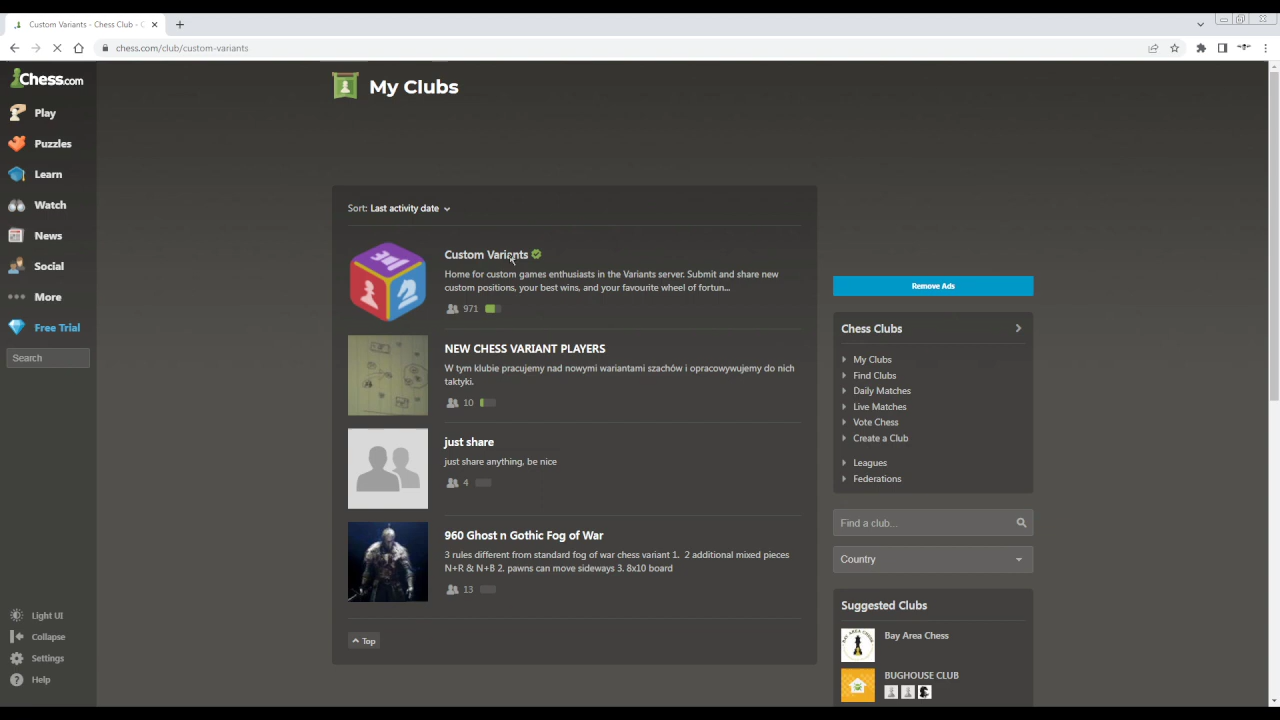 Custom Variants - Chess Club - C
chess.com/club/custom-variants
Chess.com
Play
Puzzles
Learn
Watch
News
Social
More
Free Trial
Search
Light UI
Collapse
Settings
Help
My Clubs
Sort: Last activity date
Custom Variants
Home for custom games enthusiasts in the Variants server. Submit and share new
custom positions, your best wins, and your favourite wheel of fortun...
971
NEW CHESS VARIANT PLAYERS
W tym klubie pracujemy nad nowymi wariantami szachów i opracowywujemy do nich
taktyki.
10
just share
just share anything, be nice
4
960 Ghost n Gothic Fog of War
3 rules different from standard fog of war chess variant 1. 2 additional mixed pieces
N+R & N+B 2. pawns can move sideways 3. 8x10 board
13
Top
Remove Ads
Chess Clubs
My Clubs
Find Clubs
Daily Matches
Live Matches
Vote Chess
Create a Club
Leagues
Federations
Find a club...
Country
Suggested Clubs
Bay Area Chess
BUGHOUSE CLUB